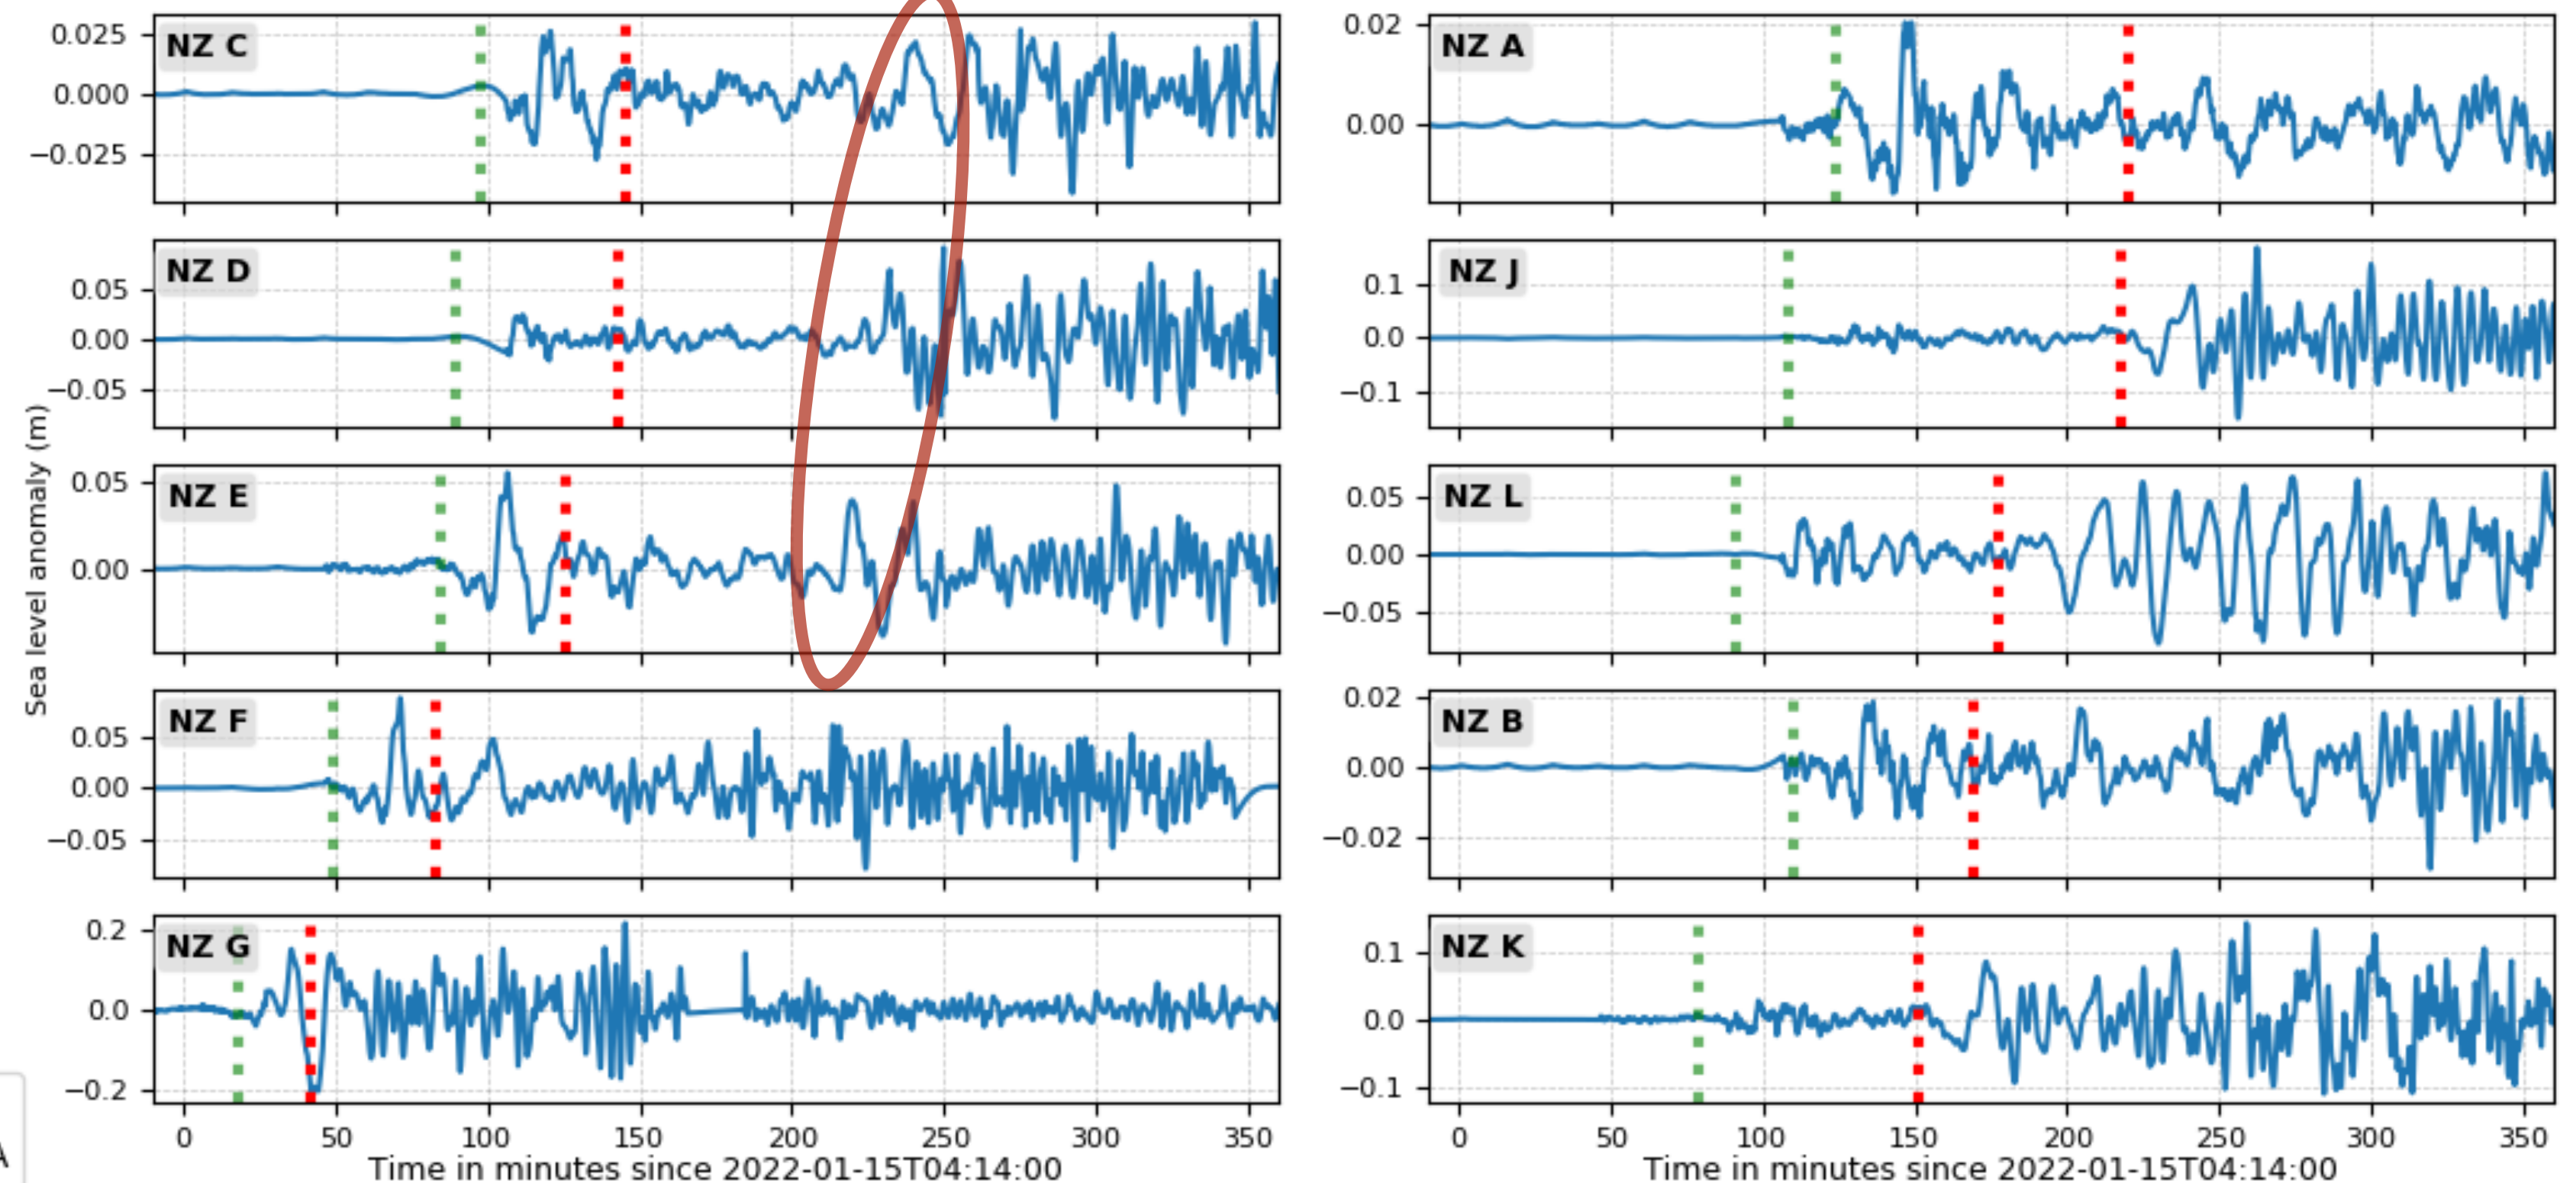 NZ C
0.025
0.000
−0.025
NZ D
0.05
0.00
−0.05
NZ E
0.05
0.00
NZ F
0.05
0.00
−0.05
NZ G
0.2
0.0
−0.2
0 50 100 150 200 250 300 350
Time in minutes since 2022-01-15T04:14:00
Sea level anomaly (m)
NZ A
0.02
0.00
NZ J
0.1
0.0
−0.1
NZ L
0.05
0.00
−0.05
NZ B
0.02
0.00
−0.02
NZ K
0.1
0.0
−0.1
0 50 100 150 200 250 300 350
Time in minutes since 2022-01-15T04:14:00